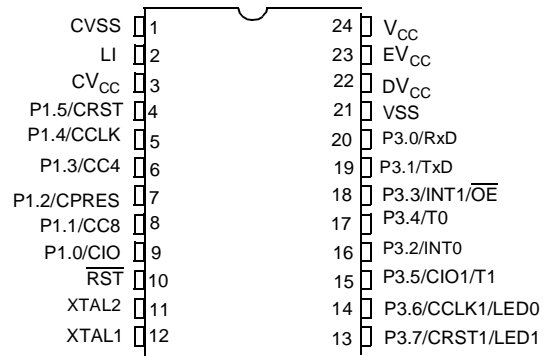 CVSS 1 24 VCC
LI 2 23 EVCC
CVCC 3 22 DVCC
P1.5/CRST 4 21 VSS
P1.4/CCLK 5 20 P3.0/RxD
P1.3/CC4 6 19 P3.1/TxD
P1.2/CPRES 7 18 P3.3/INT1/O̅E̅
P1.1/CC8 8 17 P3.4/T0
P1.0/CIO 9 16 P3.2/INT0
R̅S̅T̅ 10 15 P3.5/CIO1/T1
XTAL2 11 14 P3.6/CCLK1/LED0
XTAL1 12 13 P3.7/CRST1/LED1